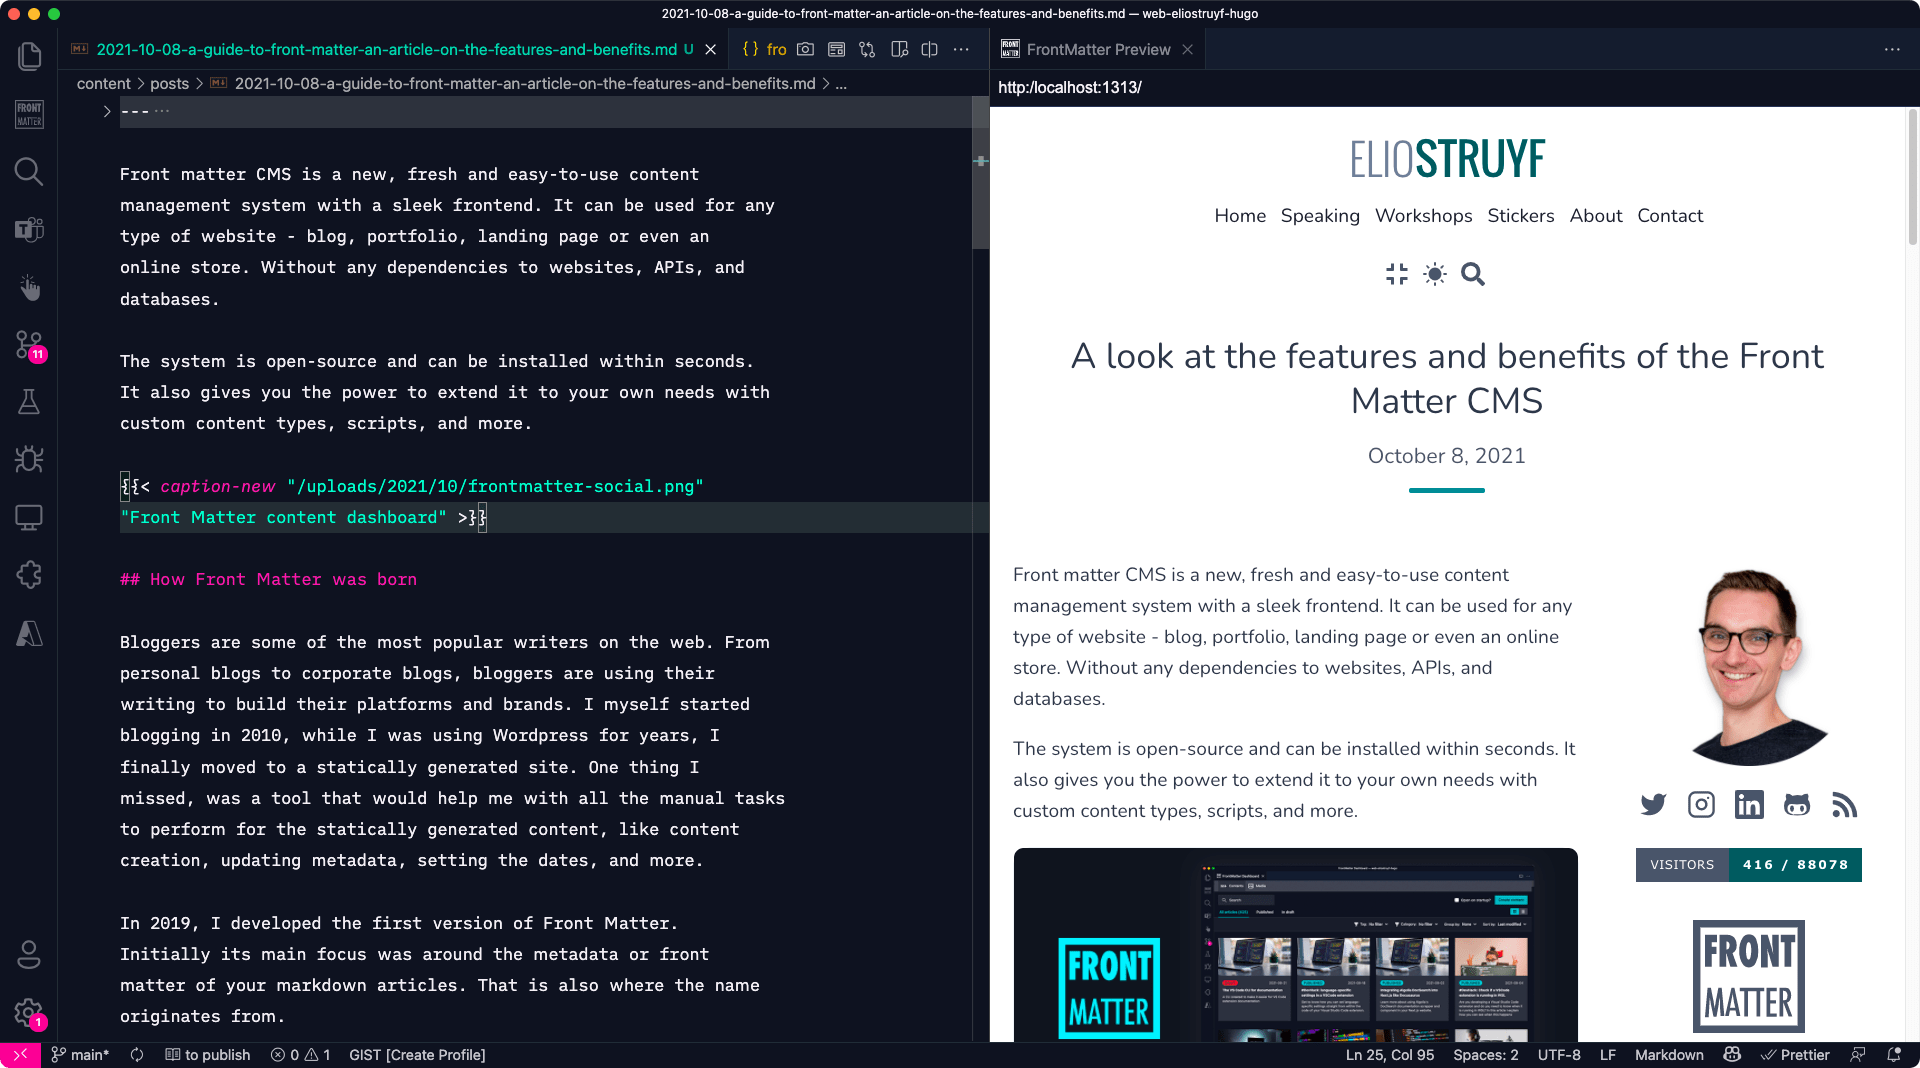 2021-10-08-a-guide-to-front-matter-an-article-on-the-features-and-benefits.md — web-eliostruyf-hugo
2021-10-08-a-guide-to-front-matter-an-article-on-the-features-and-benefits.md U
{} fro
FrontMatter Preview
content > posts > 2021-10-08-a-guide-to-front-matter-an-article-on-the-features-and-benefits.md > ...
http:/localhost:1313/
FRONT
MATTER
11
1
---
Front matter CMS is a new, fresh and easy-to-use content
management system with a sleek frontend. It can be used for any
type of website - blog, portfolio, landing page or even an
online store. Without any dependencies to websites, APIs, and
databases.
The system is open-source and can be installed within seconds.
It also gives you the power to extend it to your own needs with
custom content types, scripts, and more.
{{< caption-new "/uploads/2021/10/frontmatter-social.png"
"Front Matter content dashboard" >}}
## How Front Matter was born
Bloggers are some of the most popular writers on the web. From
personal blogs to corporate blogs, bloggers are using their
writing to build their platforms and brands. I myself started
blogging in 2010, while I was using Wordpress for years, I
finally moved to a statically generated site. One thing I
missed, was a tool that would help me with all the manual tasks
to perform for the statically generated content, like content
creation, updating metadata, setting the dates, and more.
In 2019, I developed the first version of Front Matter.
Initially its main focus was around the metadata or front
matter of your markdown articles. That is also where the name
originates from.
ELIOSTRUYF
Home Speaking Workshops Stickers About Contact
A look at the features and benefits of the Front
Matter CMS
October 8, 2021
Front matter CMS is a new, fresh and easy-to-use content
management system with a sleek frontend. It can be used for any
type of website - blog, portfolio, landing page or even an online
store. Without any dependencies to websites, APIs, and
databases.
The system is open-source and can be installed within seconds. It
also gives you the power to extend it to your own needs with
custom content types, scripts, and more.
FRONT
MATTER
VISITORS 416 / 88078
FRONT
MATTER
main* to publish 0 1 GIST [Create Profile]
Ln 25, Col 95 Spaces: 2 UTF-8 LF Markdown Prettier